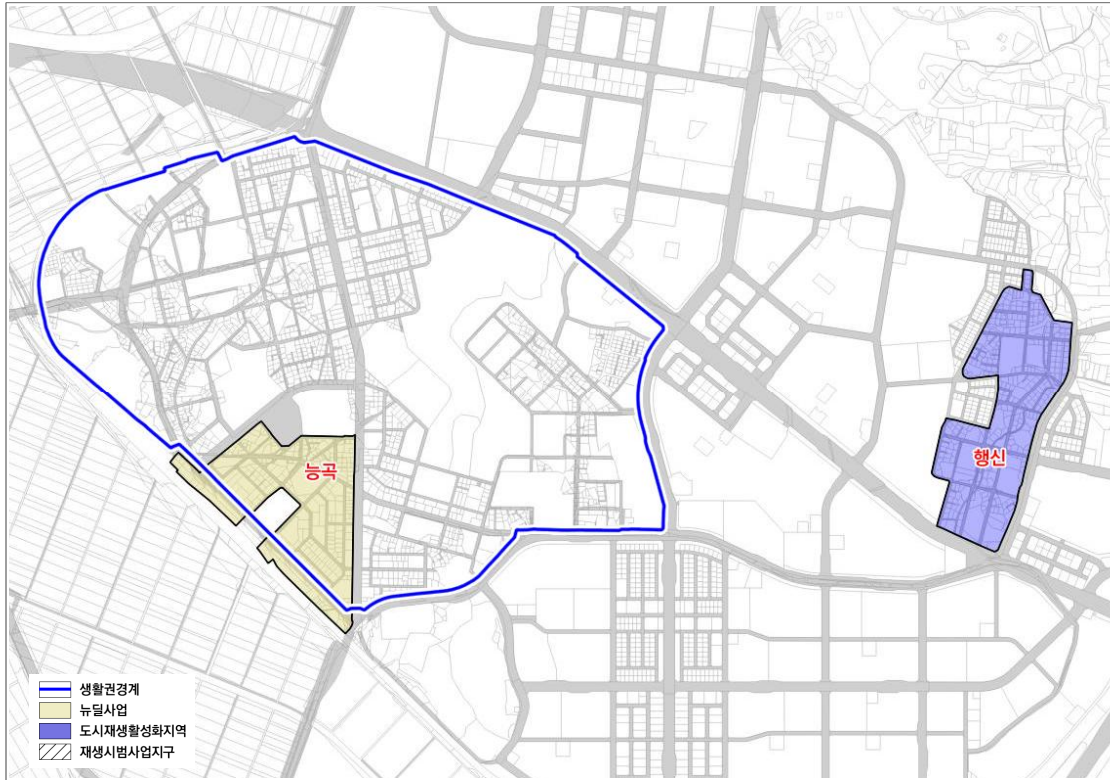 능곡
행신
생활권경계
뉴딜사업
도시재생활성화지역
재생시범사업지구